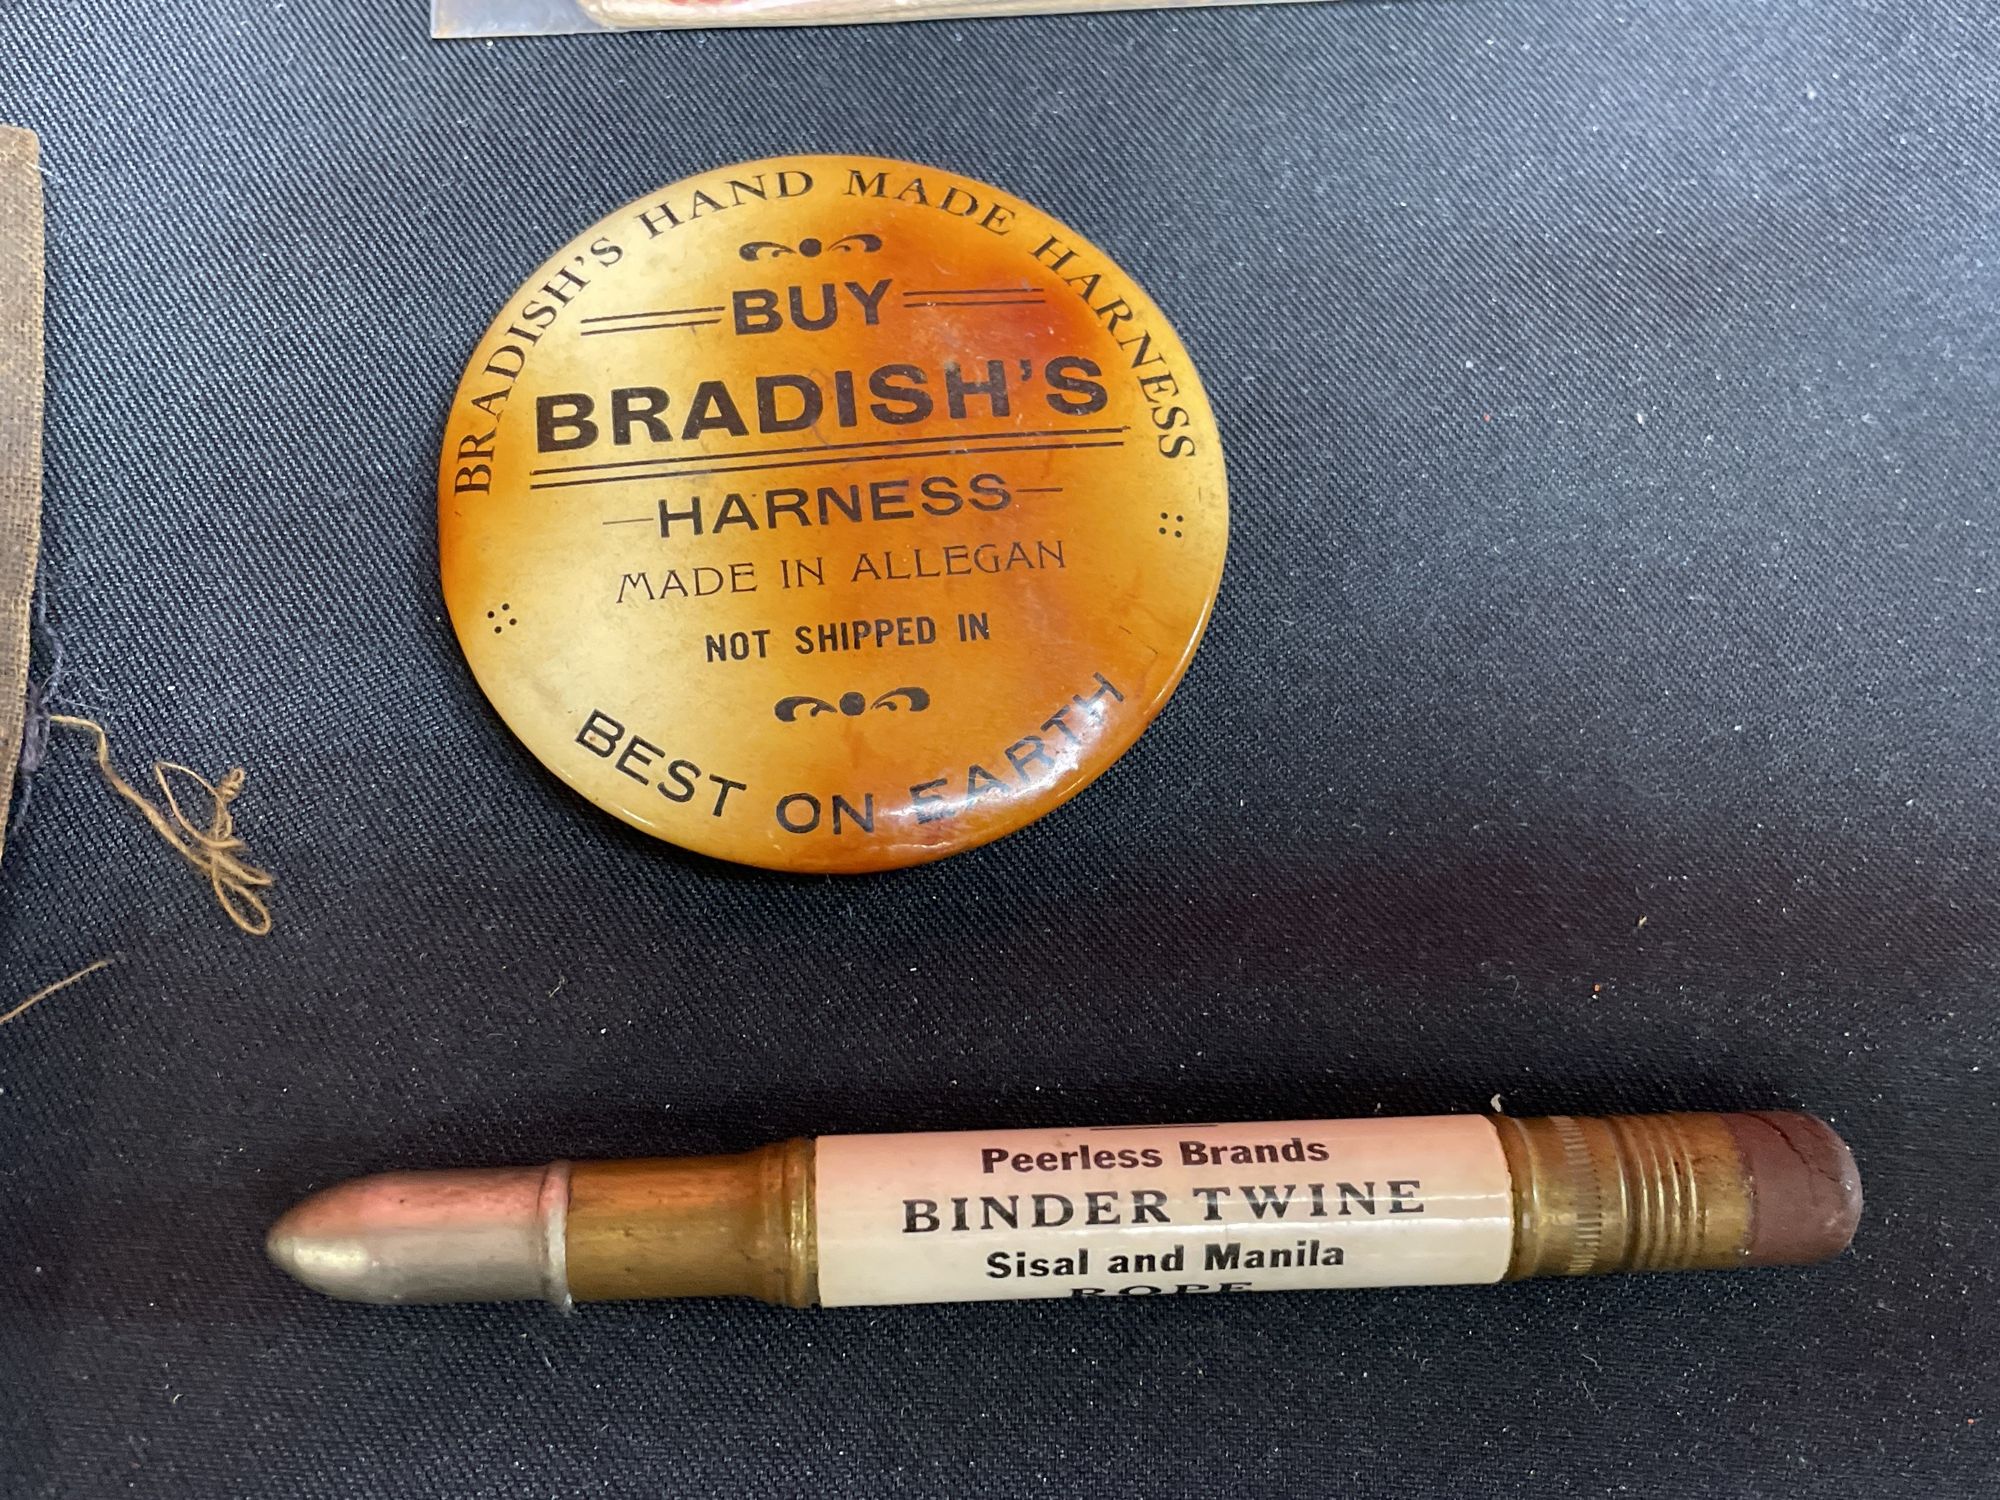 BRADISH'S HAND MADE HARNESS
BUY
BRADISH'S
HARNESS
MADE IN ALLEGAN
NOT SHIPPED IN
BEST ON EARTH
Peerless Brands
BINDER TWINE
Sisal and Manila
ROPE